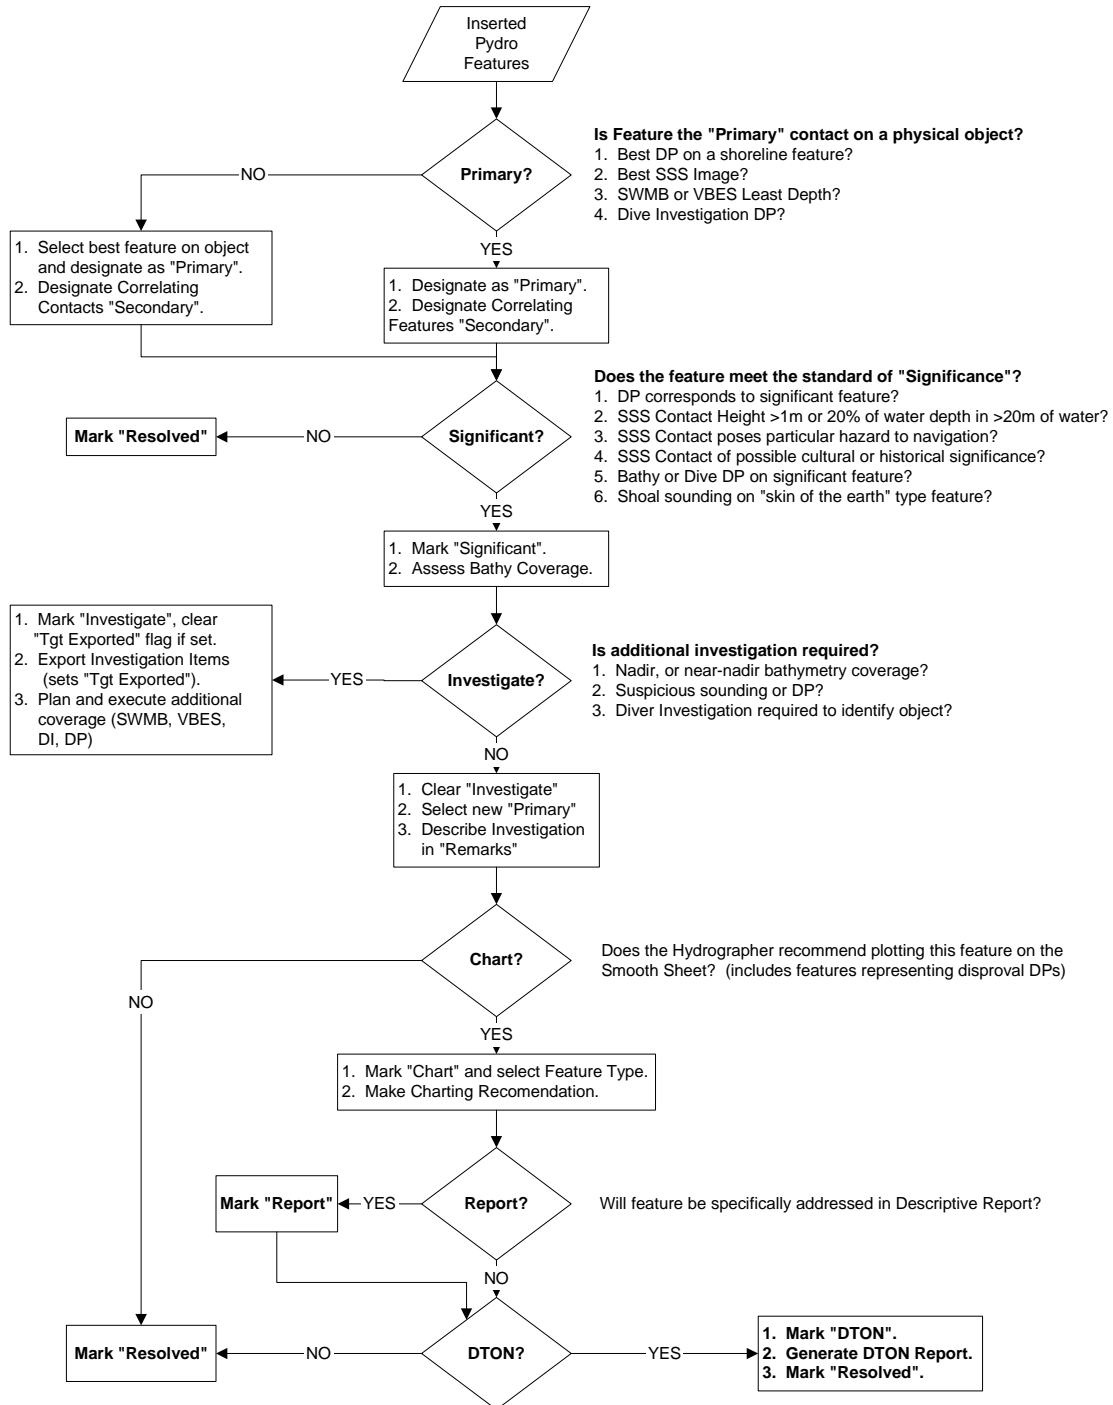 Inserted
Pydro
Features
Primary?
Is Feature the "Primary" contact on a physical object?
1. Best DP on a shoreline feature?
2. Best SSS Image?
3. SWMB or VBES Least Depth?
4. Dive Investigation DP?
NO
YES
1. Select best feature on object
and designate as "Primary".
2. Designate Correlating
Contacts "Secondary".
1. Designate as "Primary".
2. Designate Correlating
Features "Secondary".
Does the feature meet the standard of "Significance"?
1. DP corresponds to significant feature?
2. SSS Contact Height >1m or 20% of water depth in >20m of water?
3. SSS Contact poses particular hazard to navigation?
4. SSS Contact of possible cultural or historical significance?
5. Bathy or Dive DP on significant feature?
6. Shoal sounding on "skin of the earth" type feature?
Mark "Resolved"
NO
Significant?
YES
1. Mark "Significant".
2. Assess Bathy Coverage.
1. Mark "Investigate", clear
"Tgt Exported" flag if set.
2. Export Investigation Items
(sets "Tgt Exported").
3. Plan and execute additional
coverage (SWMB, VBES,
DI, DP)
YES
Investigate?
Is additional investigation required?
1. Nadir, or near-nadir bathymetry coverage?
2. Suspicious sounding or DP?
3. Diver Investigation required to identify object?
NO
1. Clear "Investigate"
2. Select new "Primary"
3. Describe Investigation
in "Remarks"
Chart?
Does the Hydrographer recommend plotting this feature on the
Smooth Sheet? (includes features representing disproval DPs)
NO
YES
1. Mark "Chart" and select Feature Type.
2. Make Charting Recomendation.
Mark "Report"
YES
Report?
Will feature be specifically addressed in Descriptive Report?
NO
Mark "Resolved"
NO
DTON?
YES
1. Mark "DTON".
2. Generate DTON Report.
3. Mark "Resolved".